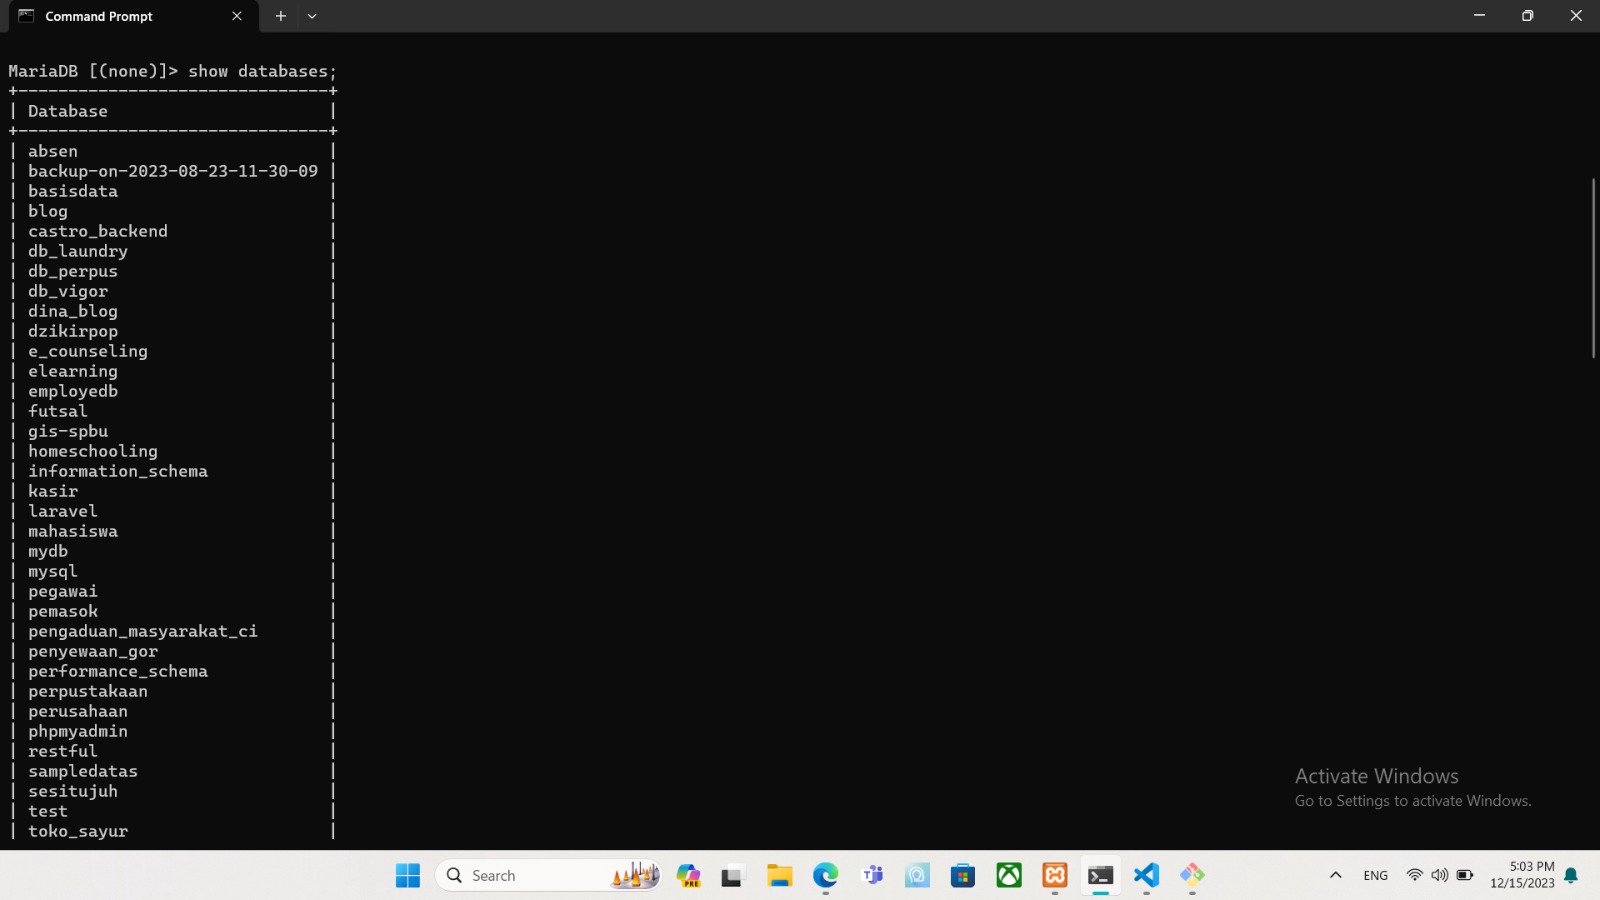 Command Prompt
MariaDB [(none)]> show databases;
+-------------------------------+
| Database                      |
+-------------------------------+
| absen                         |
| backup-on-2023-08-23-11-30-09 |
| basisdata                     |
| blog                          |
| castro_backend                |
| db_laundry                    |
| db_perpus                     |
| db_vigor                      |
| dina_blog                     |
| dzikirpop                     |
| e_counseling                  |
| elearning                     |
| employedb                     |
| futsal                        |
| gis-spbu                      |
| homeschooling                 |
| information_schema            |
| kasir                         |
| laravel                       |
| mahasiswa                     |
| mydb                          |
| mysql                         |
| pegawai                       |
| pemasok                       |
| pengaduan_masyarakat_ci       |
| penyewaan_gor                 |
| performance_schema            |
| perpustakaan                  |
| perusahaan                    |
| phpmyadmin                    |
| restful                       |
| sampledatas                   |
| sesitujuh                     |
| test                          |
| toko_sayur                    |
Activate Windows
Go to Settings to activate Windows.
Search
PRE
ENG
5:03 PM
12/15/2023